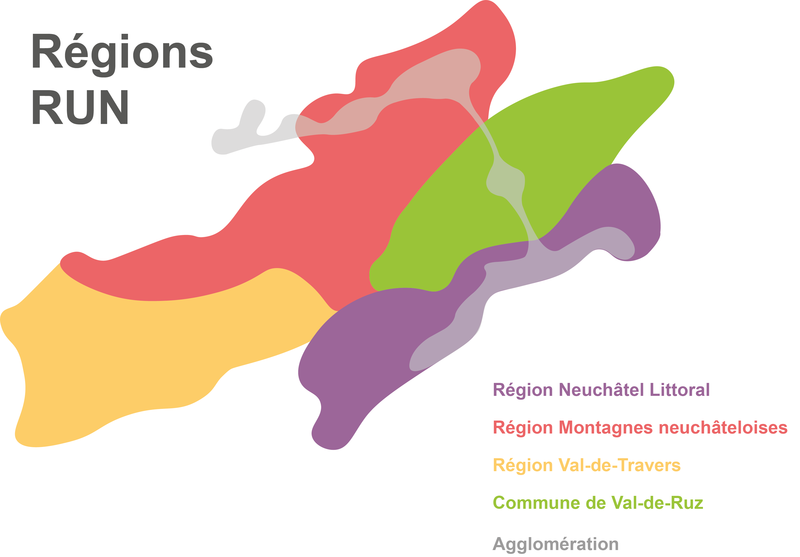 Régions
RUN
Région Neuchâtel Littoral
Région Montagnes neuchâteloises
Région Val-de-Travers
Commune de Val-de-Ruz
Agglomération